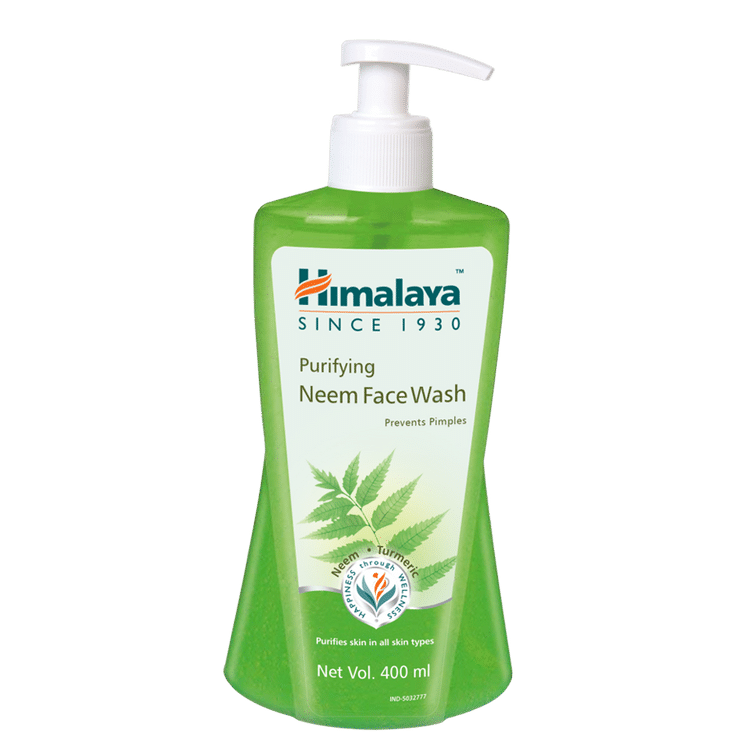 Himalaya™
SINCE 1930
Purifying
Neem Face Wash
Prevents Pimples
Neem • Turmeric
HAPPINESS through WELLNESS
Purifies skin in all skin types
Net Vol. 400 ml
IND-5032777